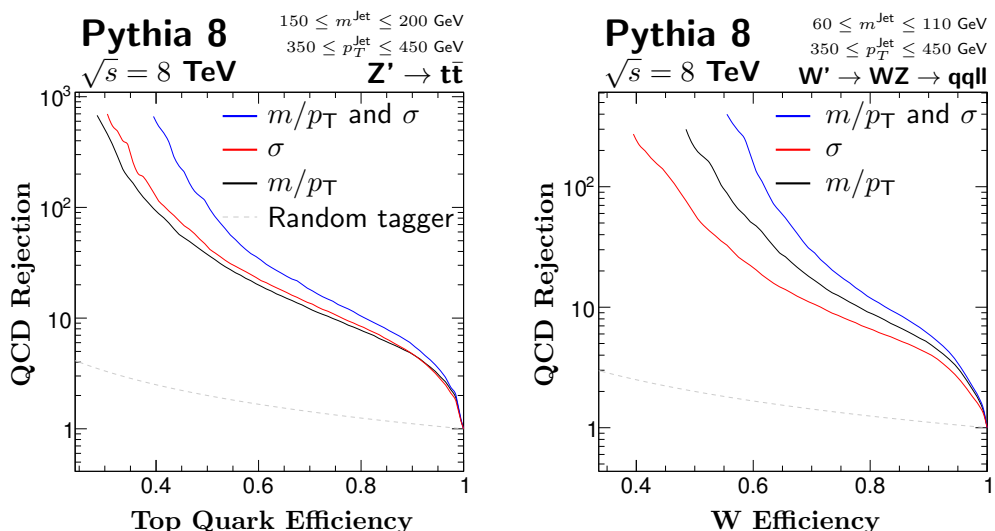 Pythia 8
150 ≤ m^Jet ≤ 200 GeV
350 ≤ p_T^Jet ≤ 450 GeV
√s = 8 TeV
Z' → tt̄
10³
10²
10
1
QCD Rejection
m/p_T and σ
σ
m/p_T
Random tagger
0.4 0.6 0.8 1
Top Quark Efficiency
Pythia 8
60 ≤ m^Jet ≤ 110 GeV
350 ≤ p_T^Jet ≤ 450 GeV
√s = 8 TeV
W' → WZ → qqll
10²
10
1
QCD Rejection
m/p_T and σ
σ
m/p_T
0.4 0.6 0.8 1
W Efficiency